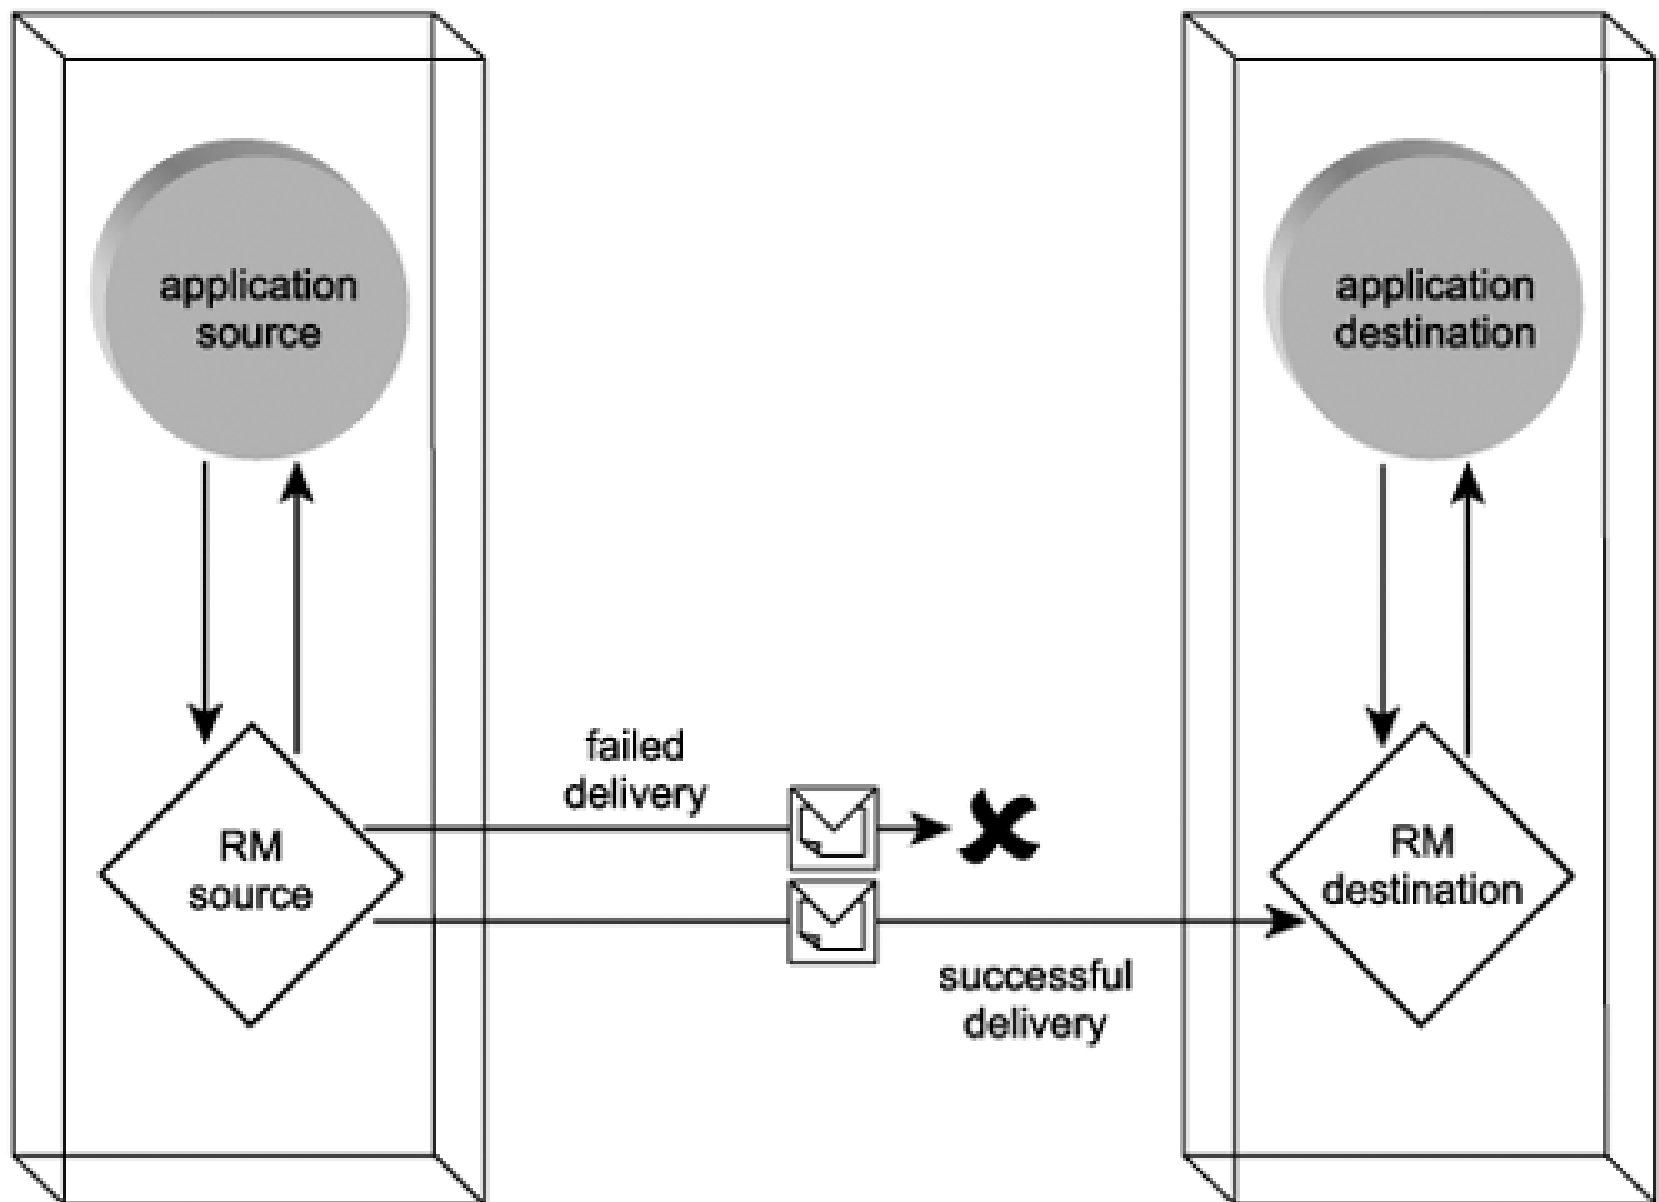 application
source
application
destination
failed
delivery
RM
source
RM
destination
successful
delivery